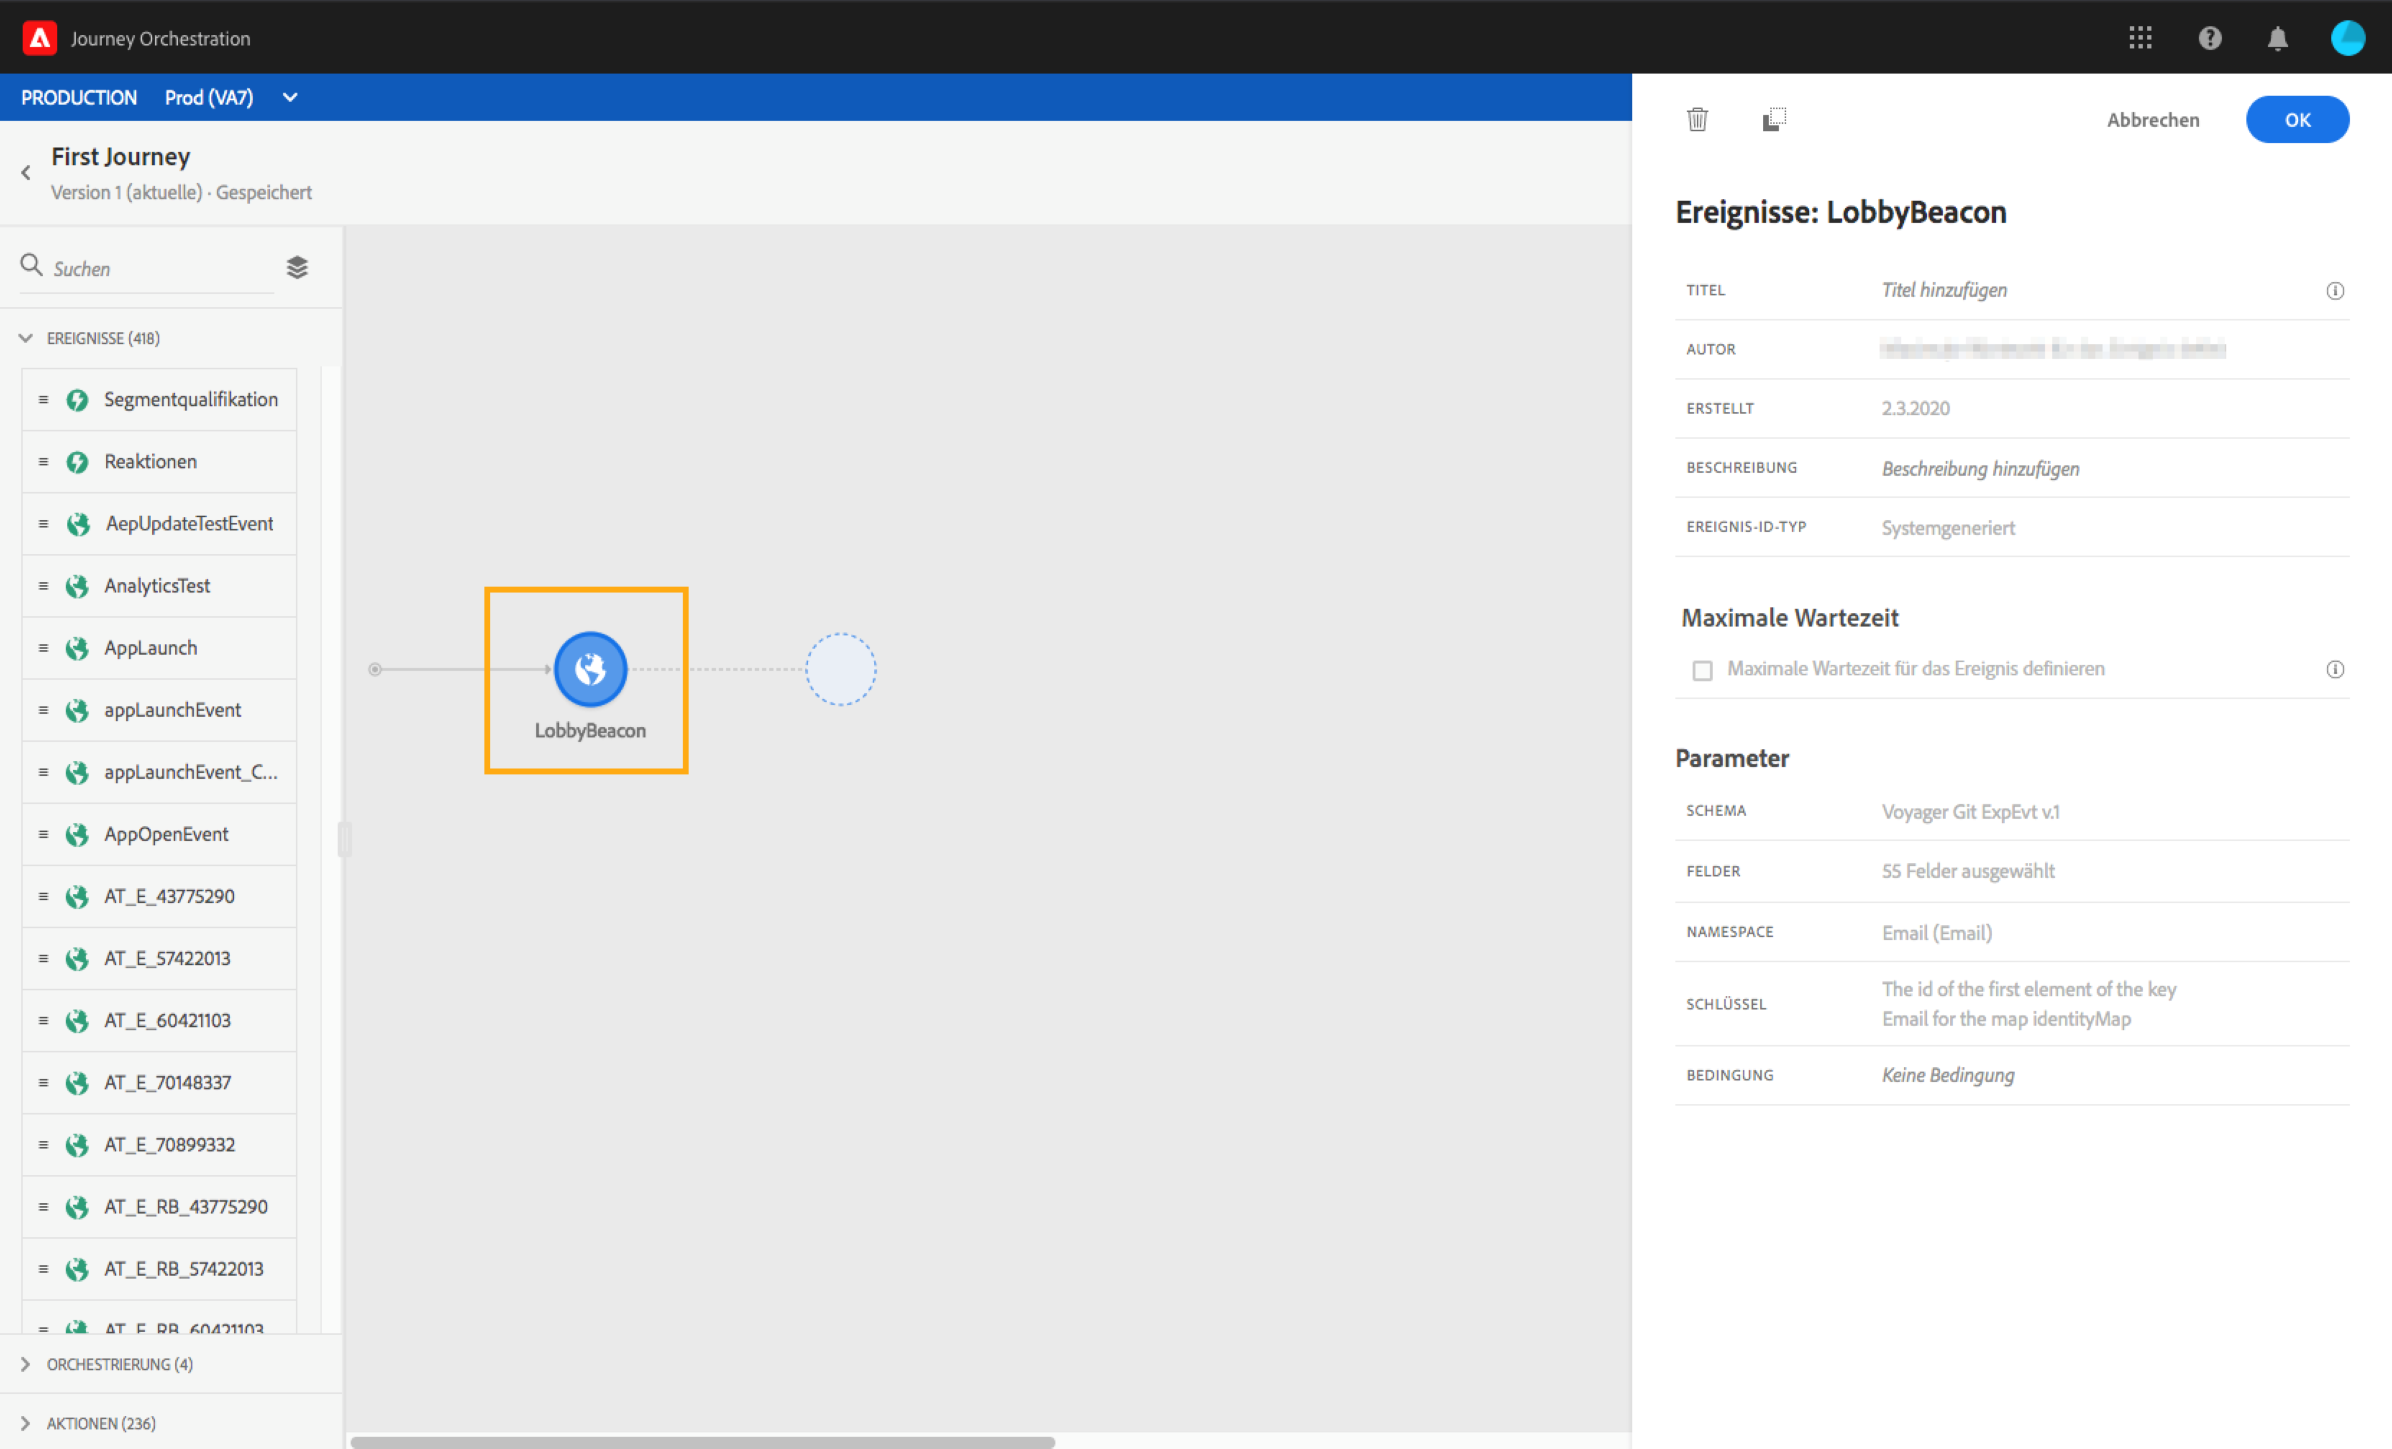 Journey Orchestration
PRODUCTION Prod (VA7)
First Journey
Version 1 (aktuelle) · Gespeichert
Suchen
EREIGNISSE (418)
Segmentqualifikation
Reaktionen
AepUpdateTestEvent
AnalyticsTest
AppLaunch
appLaunchEvent
appLaunchEvent_C...
AppOpenEvent
AT_E_43775290
AT_E_57422013
AT_E_60421103
AT_E_70148337
AT_E_70899332
AT_E_RB_43775290
AT_E_RB_57422013
AT_E_RB_60421103
ORCHESTRIERUNG (4)
AKTIONEN (236)
LobbyBeacon
Abbrechen OK
Ereignisse: LobbyBeacon
TITEL Titel hinzufügen
AUTOR
ERSTELLT 2.3.2020
BESCHREIBUNG Beschreibung hinzufügen
EREIGNIS-ID-TYP Systemgeneriert
Maximale Wartezeit
Maximale Wartezeit für das Ereignis definieren
Parameter
SCHEMA Voyager Git ExpEvt v.1
FELDER 55 Felder ausgewählt
NAMESPACE Email (Email)
SCHLÜSSEL The id of the first element of the key
Email for the map identityMap
BEDINGUNG Keine Bedingung